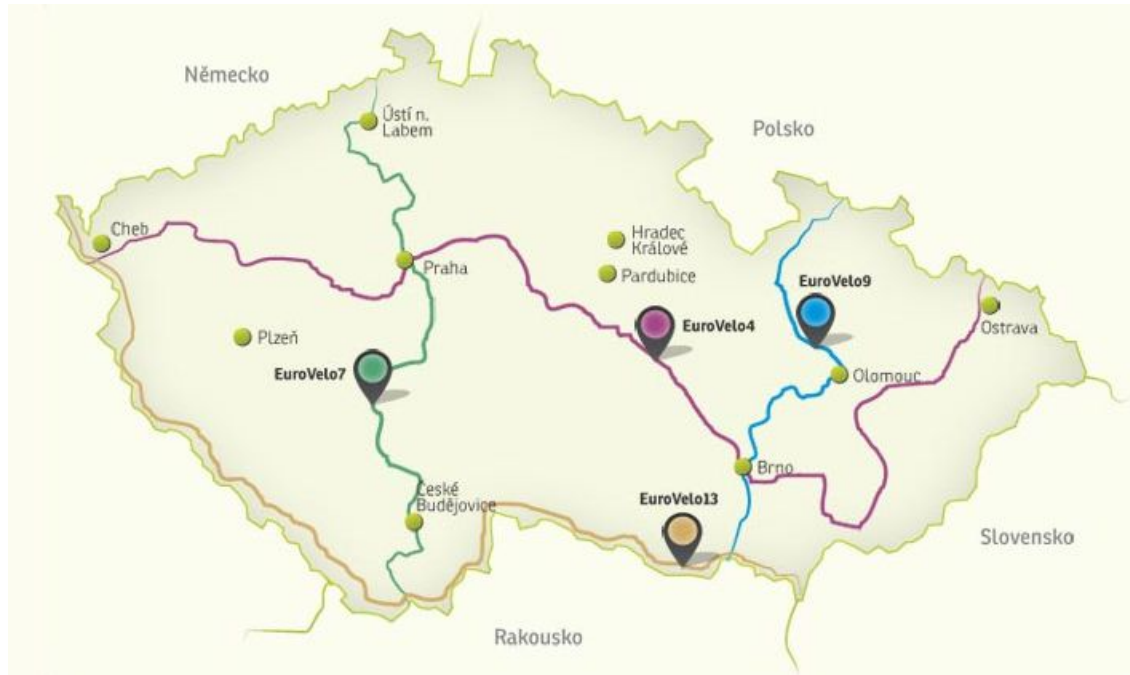 Německo
Ústí n.
Labem
Polsko
Cheb
Hradec
Králové
Praha
Pardubice
EuroVelo9
EuroVelo4
Ostrava
Plzeň
EuroVelo7
Olomouc
Brno
České
Budějovice
EuroVelo13
Slovensko
Rakousko